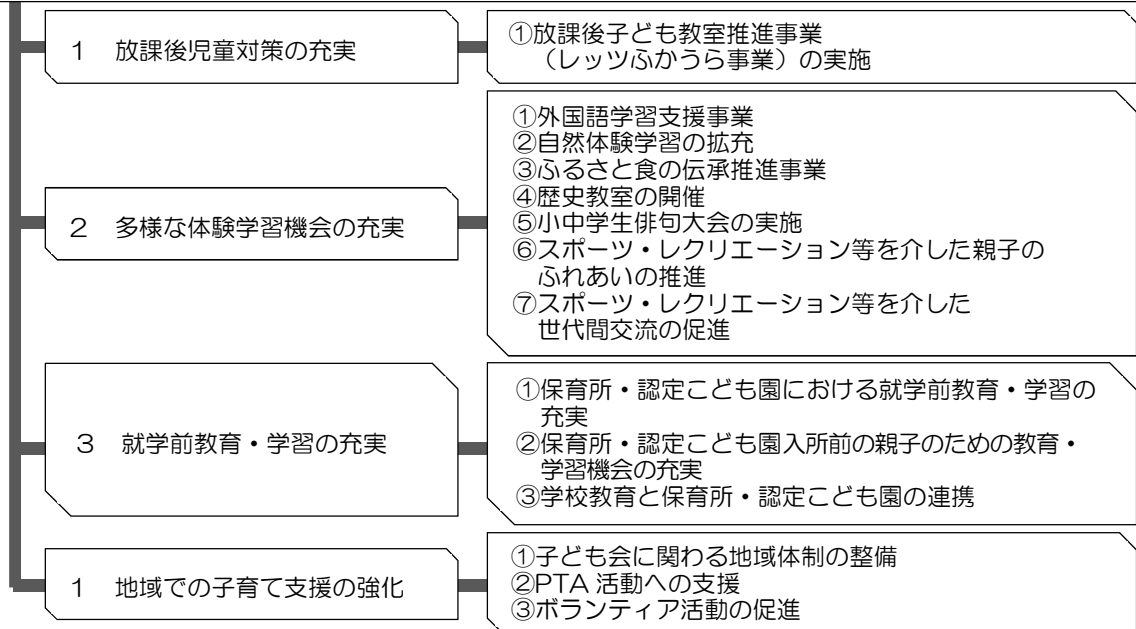 1 放課後児童対策の充実
①放課後子ども教室推進事業
（レッツふかうら事業）の実施
2 多様な体験学習機会の充実
①外国語学習支援事業
②自然体験学習の拡充
③ふるさと食の伝承推進事業
④歴史教室の開催
⑤小中学生俳句大会の実施
⑥スポーツ・レクリエーション等を介した親子の
ふれあいの推進
⑦スポーツ・レクリエーション等を介した
世代間交流の促進
3 就学前教育・学習の充実
①保育所・認定こども園における就学前教育・学習の
充実
②保育所・認定こども園入所前の親子のための教育・
学習機会の充実
③学校教育と保育所・認定こども園の連携
1 地域での子育て支援の強化
①子ども会に関わる地域体制の整備
②PTA 活動への支援
③ボランティア活動の促進